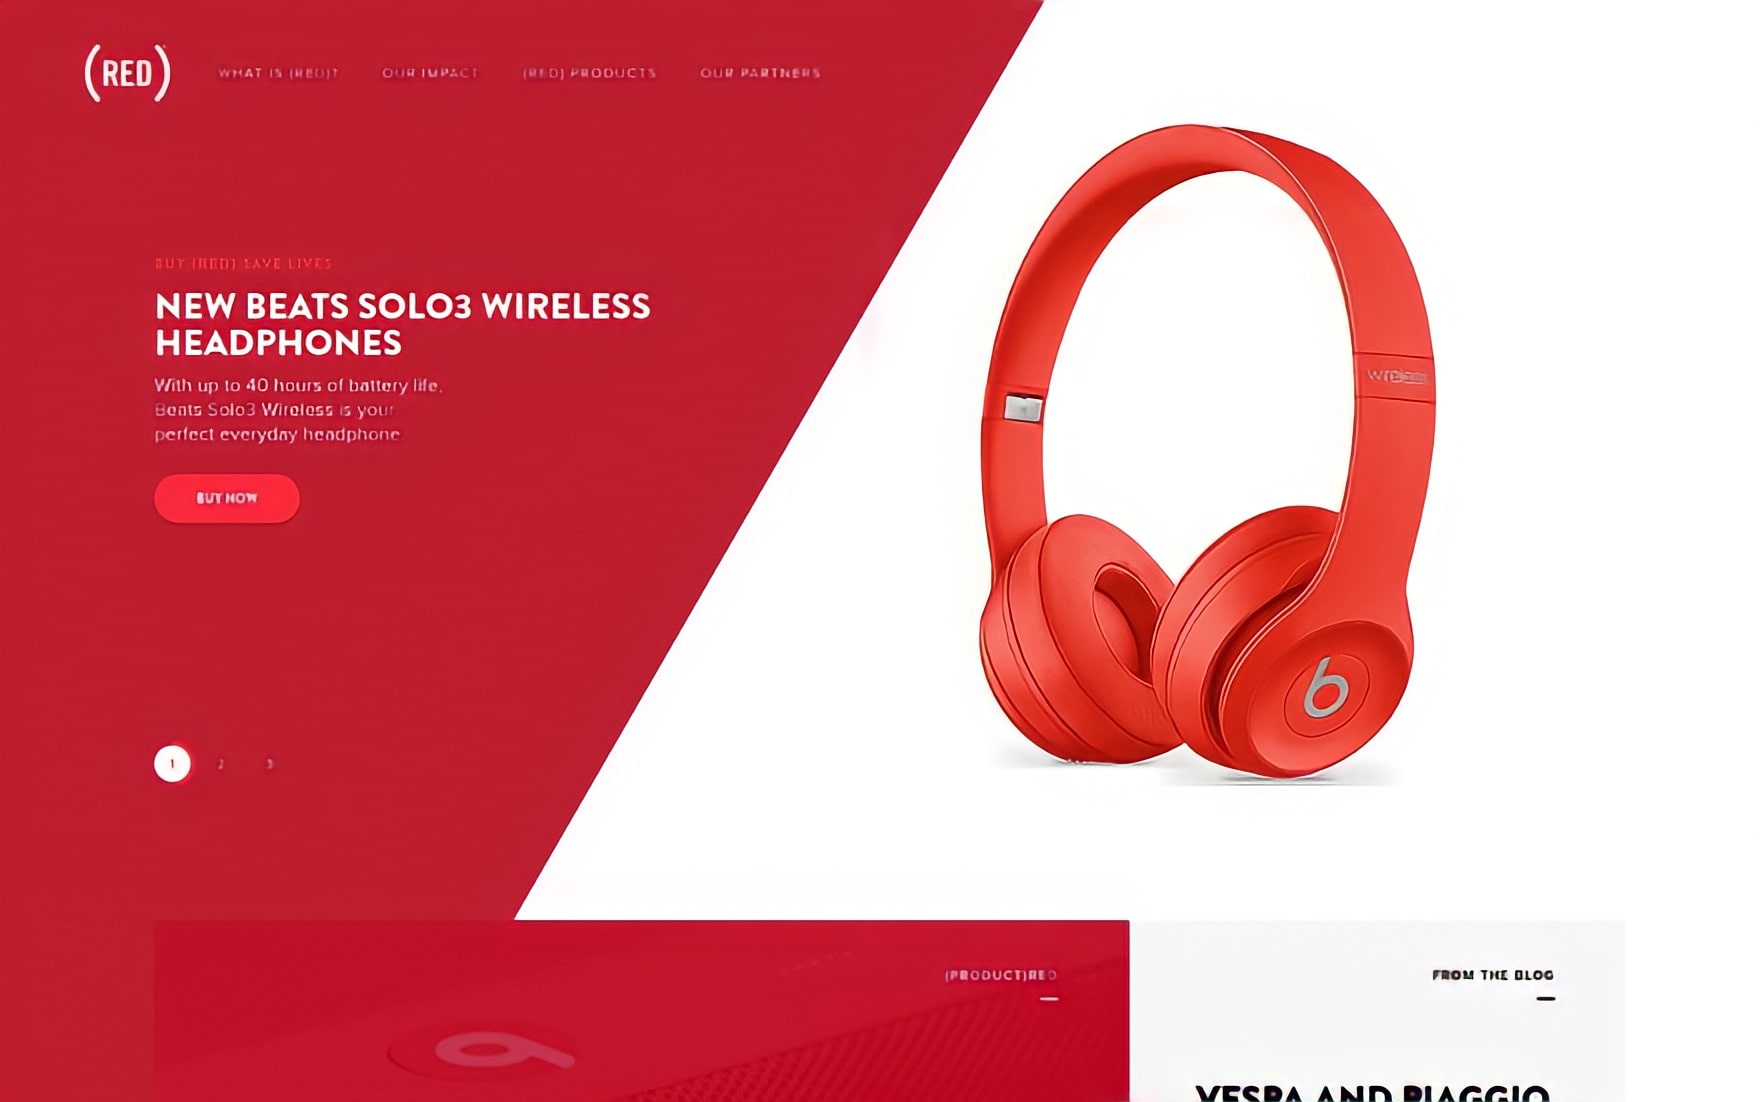 (RED)
WHAT IS (RED)?
OUR IMPACT
(RED) PRODUCTS
OUR PARTNERS
BUY (RED) SAVE LIVES
NEW BEATS SOLO3 WIRELESS
HEADPHONES
With up to 40 hours of battery life,
Beats Solo3 Wireless is your
perfect everyday headphone.
BUY NOW
1 2 3
wireless
b
(PRODUCT)RED
FROM THE BLOG
VESPA AND PIAGGIO